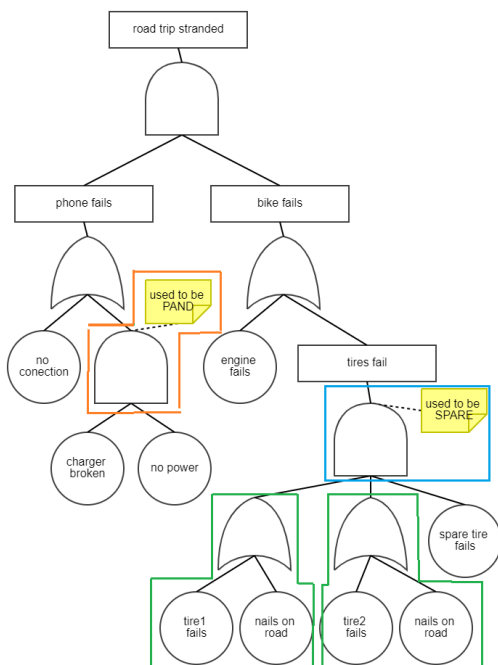 road trip stranded
phone fails
bike fails
used to be
PAND
no
conection
engine
fails
tires fail
used to be
SPARE
charger
broken
no power
spare tire
fails
tire1
fails
nails on
road
tire2
fails
nails on
road